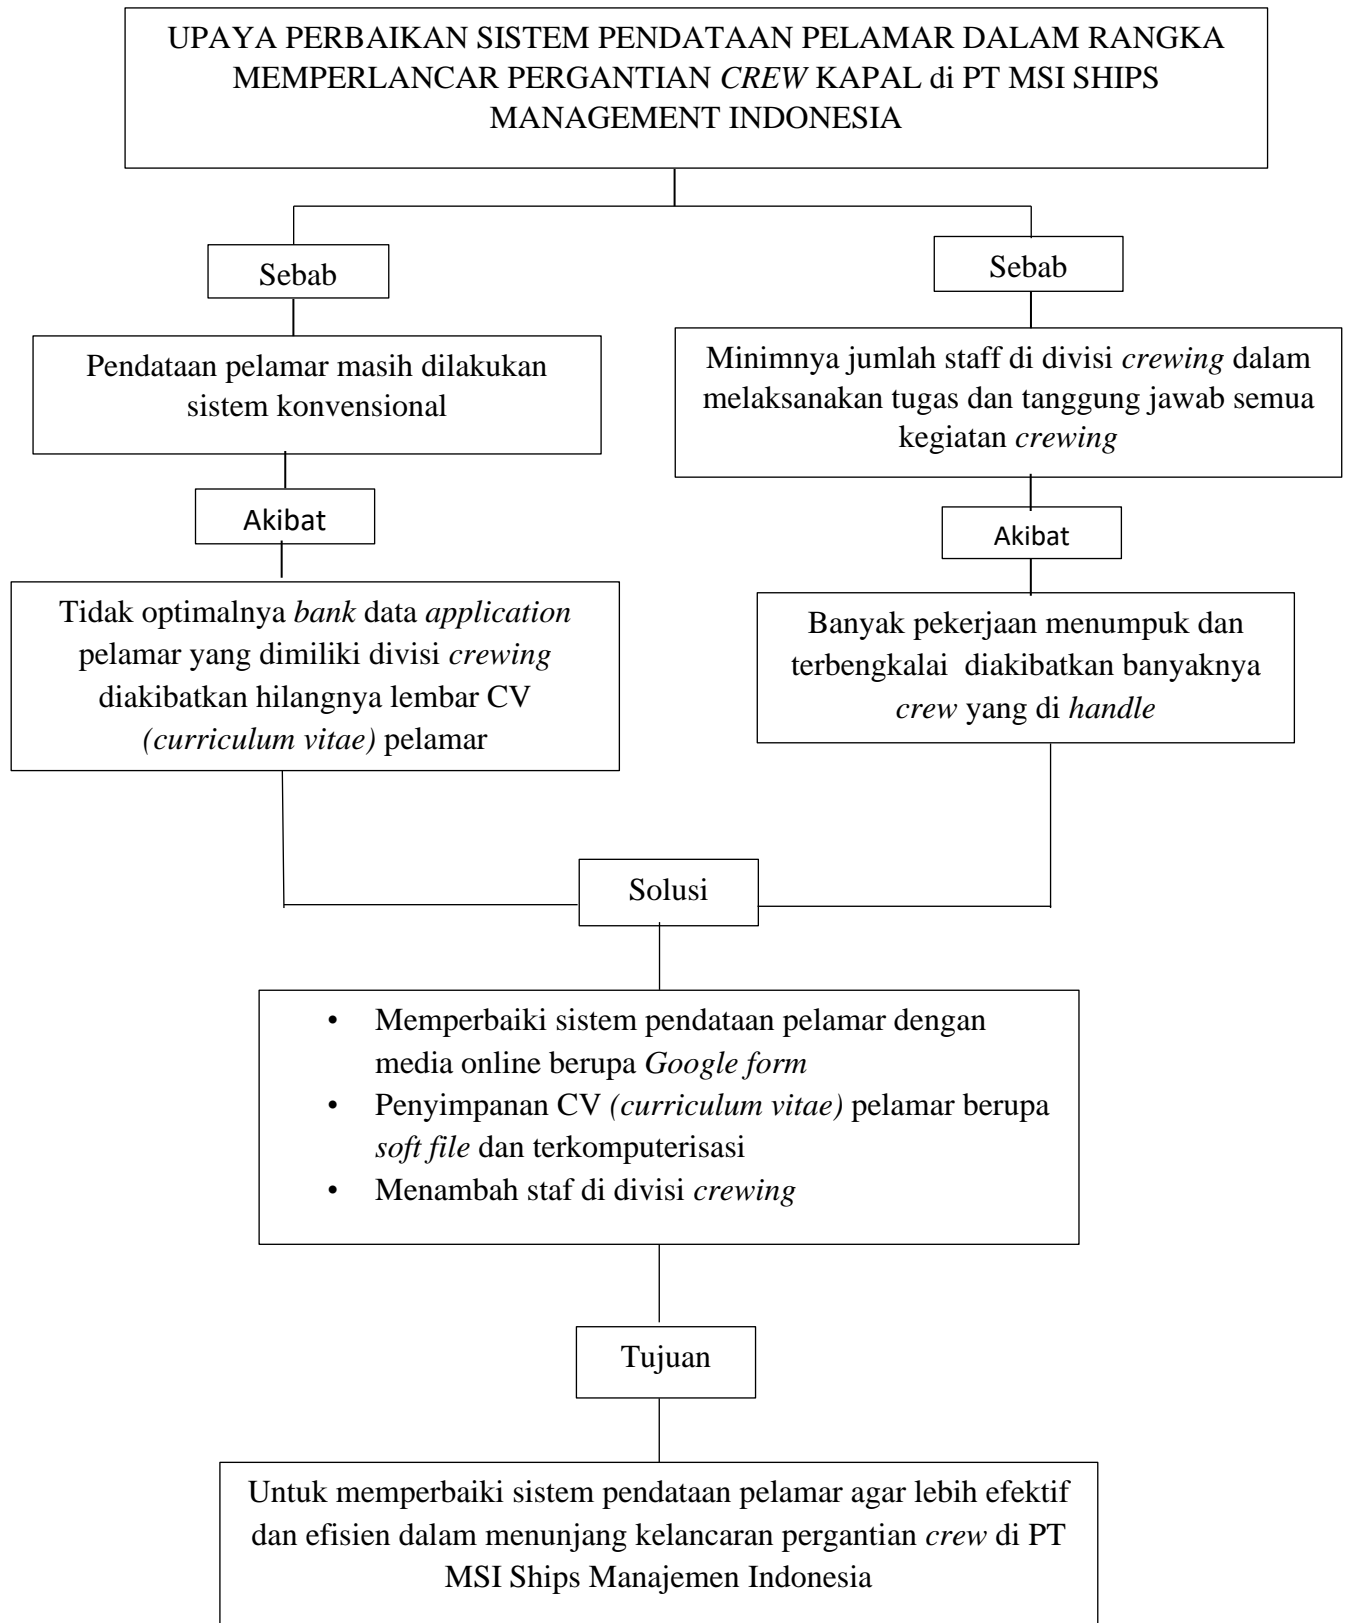 UPAYA PERBAIKAN SISTEM PENDATAAN PELAMAR DALAM RANGKA
MEMPERLANCAR PERGANTIAN CREW KAPAL di PT MSI SHIPS
MANAGEMENT INDONESIA
Sebab
Pendataan pelamar masih dilakukan
sistem konvensional
Akibat
Tidak optimalnya bank data application
pelamar yang dimiliki divisi crewing
diakibatkan hilangnya lembar CV
(curriculum vitae) pelamar
Sebab
Minimnya jumlah staff di divisi crewing dalam
melaksanakan tugas dan tanggung jawab semua
kegiatan crewing
Akibat
Banyak pekerjaan menumpuk dan
terbengkalai  diakibatkan banyaknya
crew yang di handle
Solusi
• Memperbaiki sistem pendataan pelamar dengan
media online berupa Google form
• Penyimpanan CV (curriculum vitae) pelamar berupa
soft file dan terkomputerisasi
• Menambah staf di divisi crewing
Tujuan
Untuk memperbaiki sistem pendataan pelamar agar lebih efektif
dan efisien dalam menunjang kelancaran pergantian crew di PT
MSI Ships Manajemen Indonesia